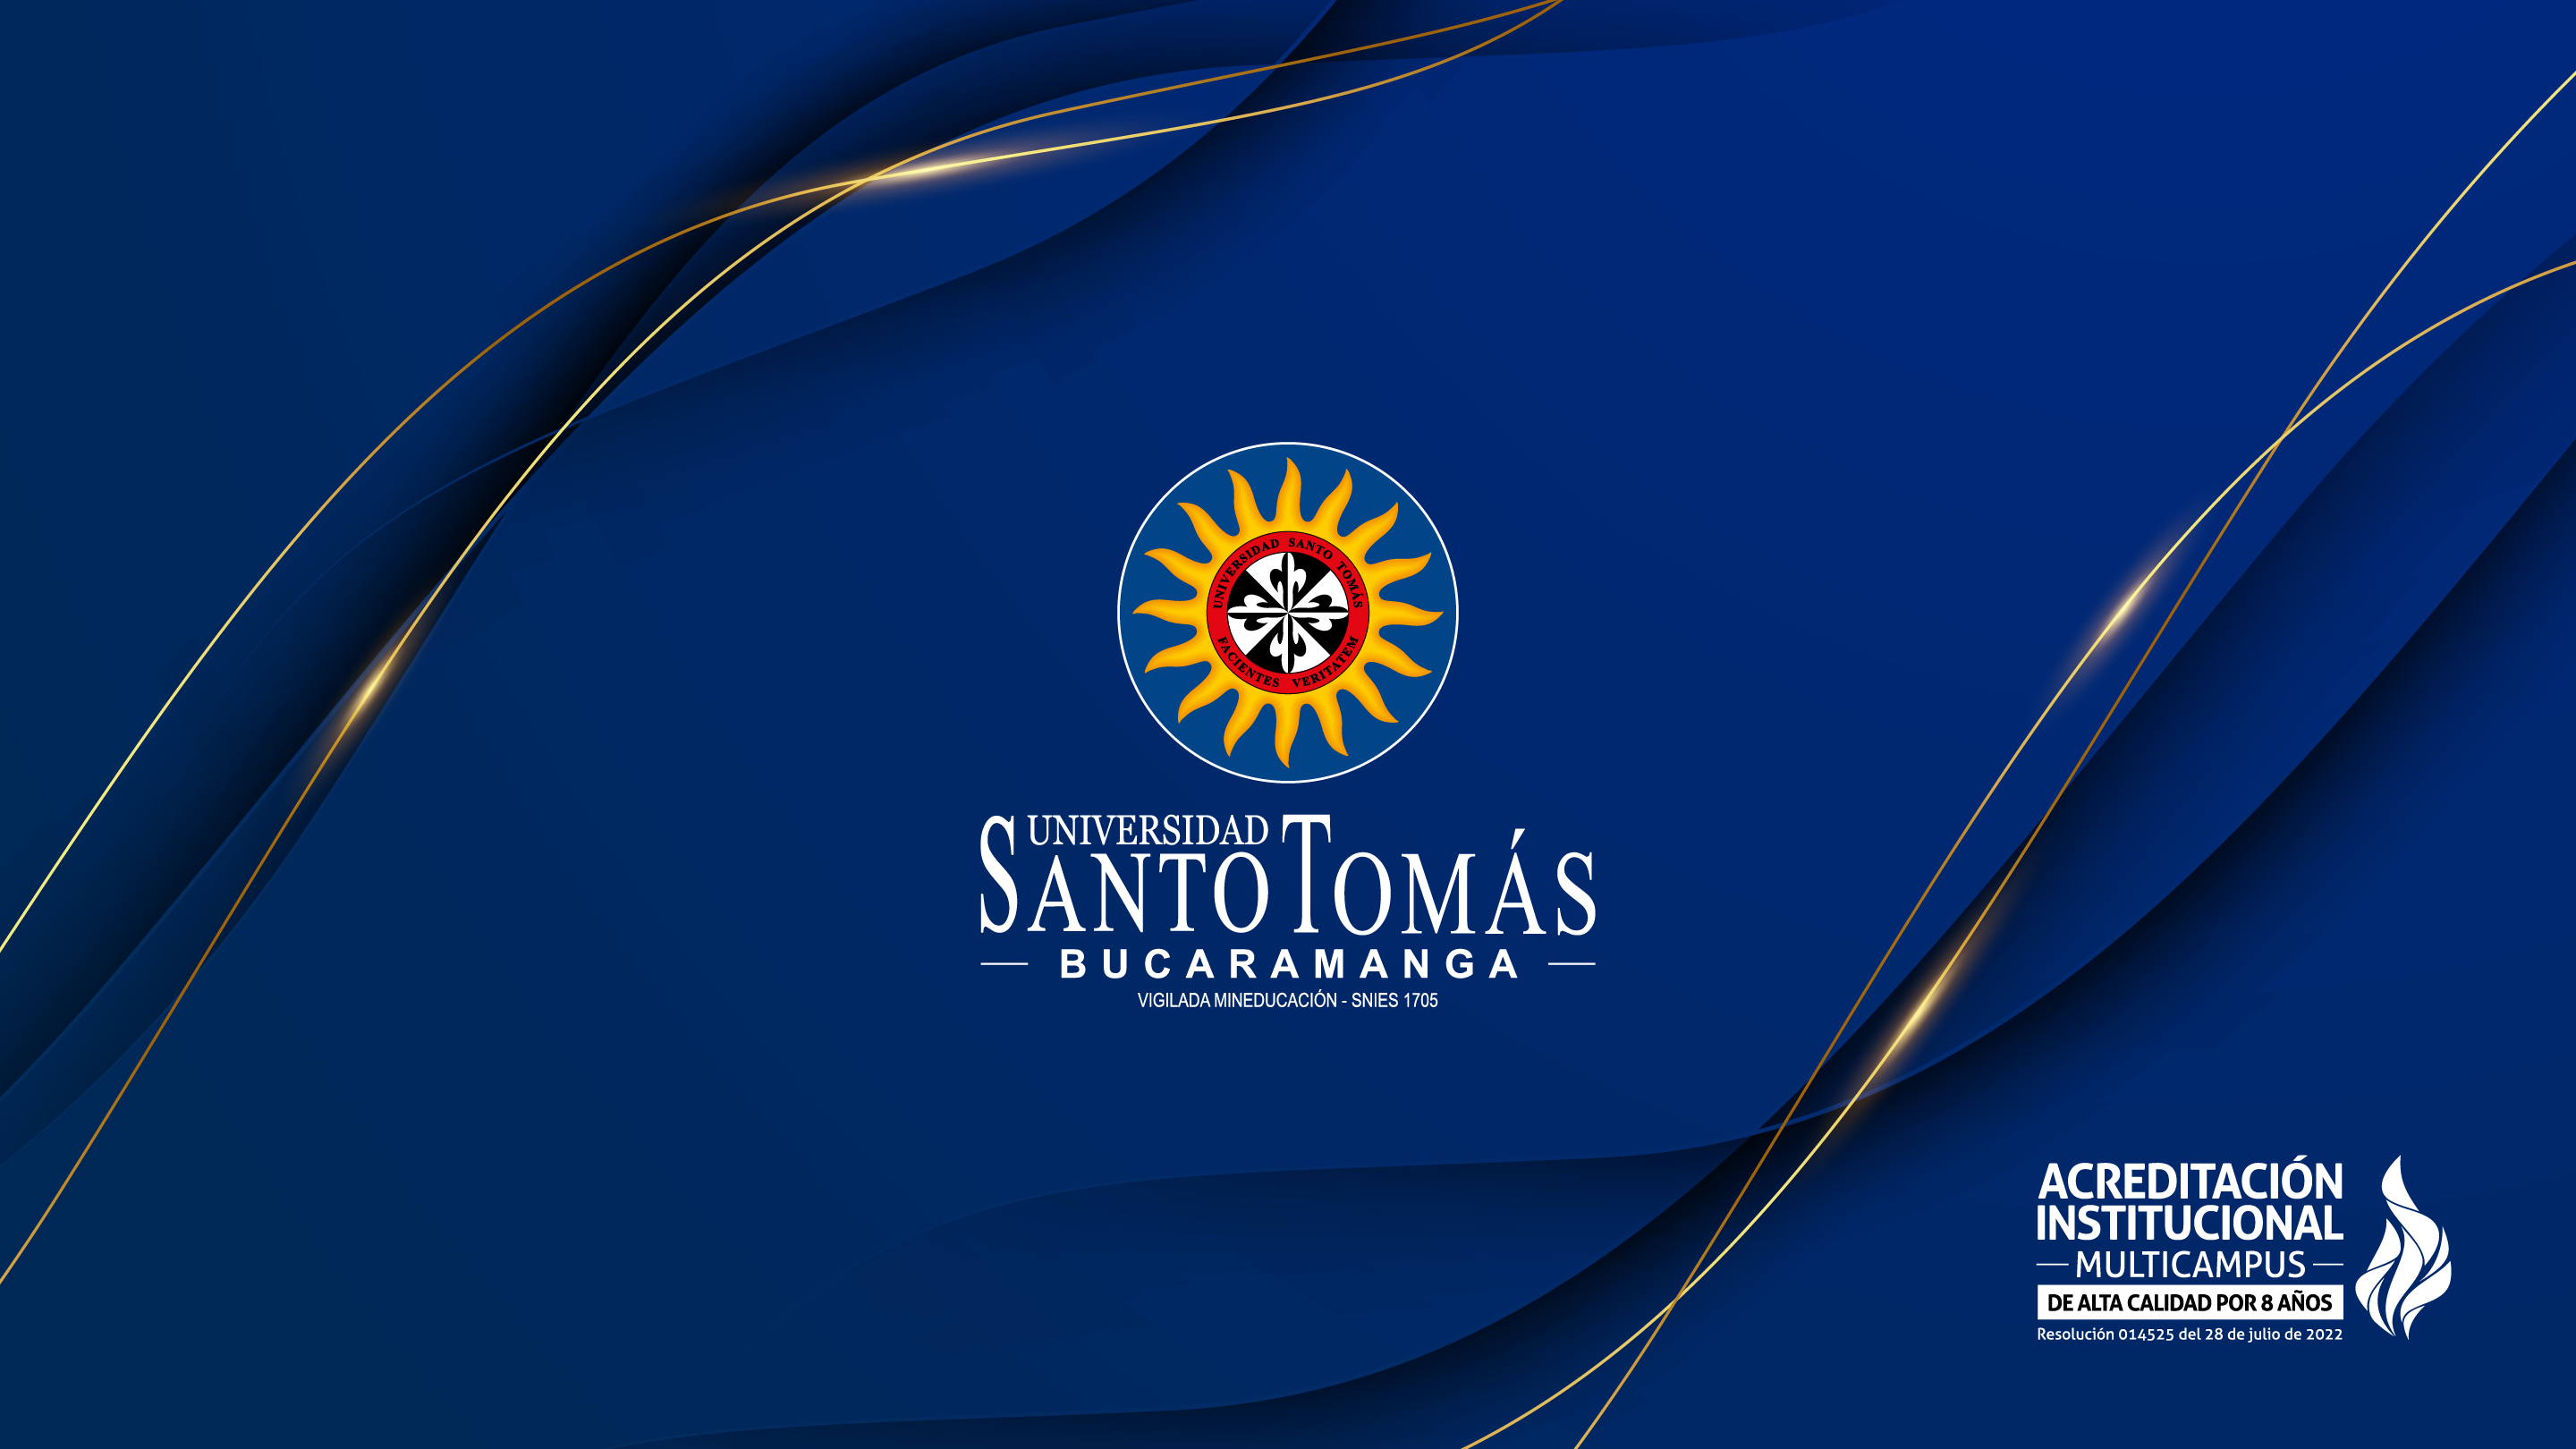 UNIVERSIDAD SANTO TOMÁS
FACIENTES VERITATEM
UNIVERSIDAD
SANTO TOMÁS
BUCARAMANGA
VIGILADA MINEDUCACIÓN - SNIES 1705
ACREDITACIÓN
INSTITUCIONAL
MULTICAMPUS
DE ALTA CALIDAD POR 8 AÑOS
Resolución 014525 del 28 de julio de 2022